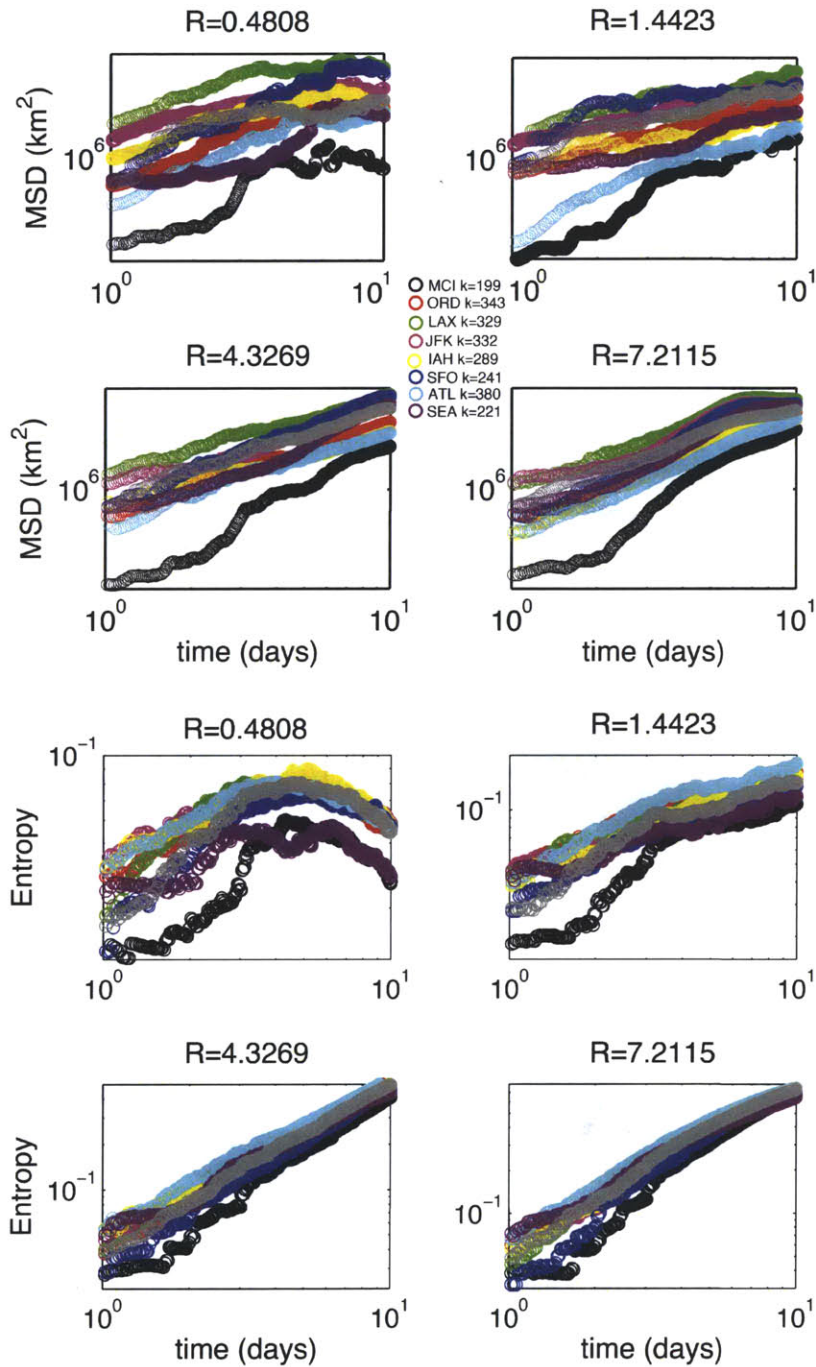 R=0.4808
R=1.4423
MSD (km²)
10⁶
10⁰
10¹
MSD (km²)
10⁶
10⁰
10¹
MCI k=199
ORD k=343
LAX k=329
JFK k=332
IAH k=289
SFO k=241
ATL k=380
SEA k=221
R=4.3269
R=7.2115
MSD (km²)
10⁶
10⁰
10¹
time (days)
10⁶
10⁰
10¹
time (days)
R=0.4808
R=1.4423
Entropy
10⁻¹
10⁰
10¹
Entropy
10⁻¹
10⁰
10¹
R=4.3269
R=7.2115
Entropy
10⁻¹
10⁰
10¹
time (days)
10⁻¹
10⁰
10¹
time (days)